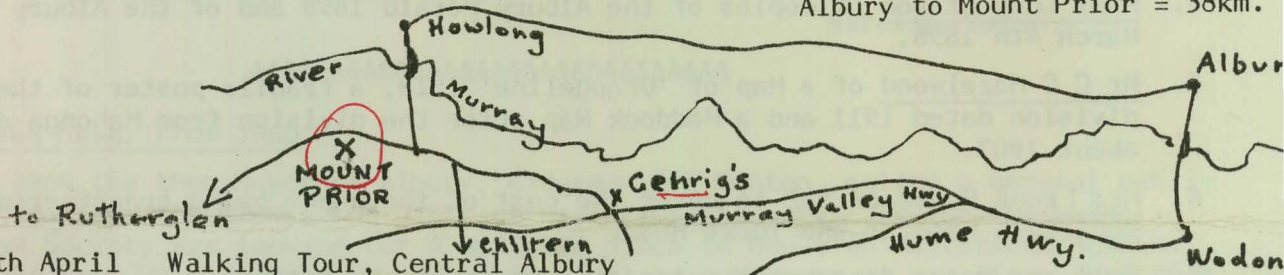 Albury to Mount Prior = 38km.
Howlong
River
Murray
Albur
X
MOUNT
PRIOR
to Rutherglen
x Gehrig's
Murray Valley Hwy
Chiltern
Hume Hwy.
Wodon
th April Walking Tour, Central Albury